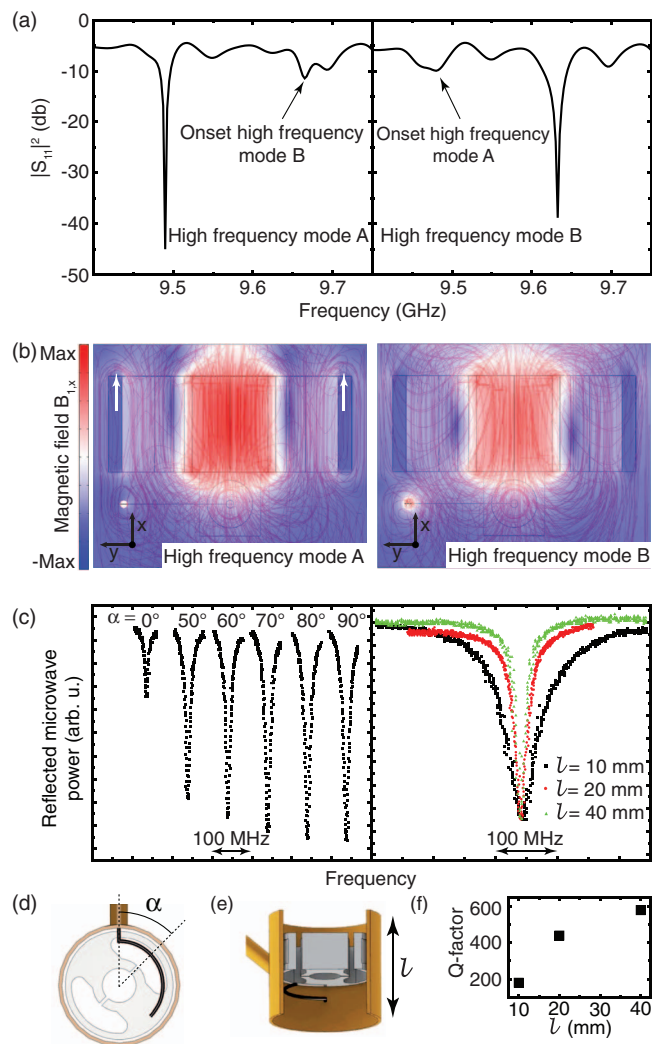 (a)
0
-10
-20
-30
-40
-50
|S11|² (db)
Onset high frequency
mode B
High frequency mode A
Onset high frequency
mode A
High frequency mode B
9.5 9.6 9.7 9.5 9.6 9.7
Frequency (GHz)
(b)
Max
Magnetic field B1,x
-Max
x
y
High frequency mode A
x
y
High frequency mode B
(c)
α = 0° 50° 60° 70° 80° 90°
Reflected microwave
power (arb. u.)
100 MHz
l = 10 mm
l = 20 mm
l = 40 mm
100 MHz
Frequency
(d)
α
(e)
l
(f)
600
400
200
Q-factor
10 20 30 40
l (mm)